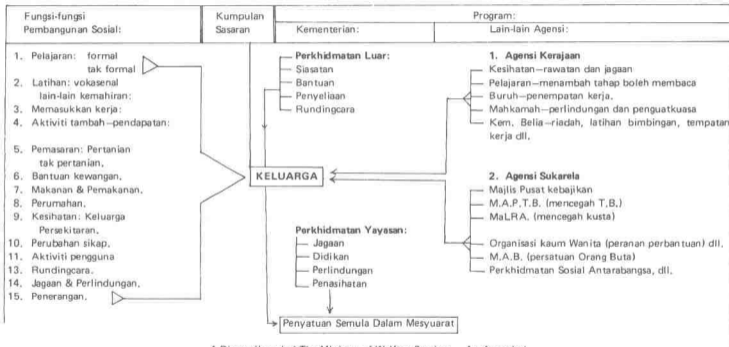 Fungsi-fungsi
Pembangunan Sosial:
Kumpulan
Sasaran
Program:
Kementerian:
Lain-lain Agensi:
1. Pelajaran: formal
tak formal
2. Latihan: vokasenal
lain-lain kemahiran:
3. Memasukkan kerja:
4. Aktiviti tambah—pendapatan:
5. Pemasaran: Pertanian
tak pertanian.
6. Bantuan kewangan.
7. Makanan & Pemakanan.
8. Perumahan.
9. Kesihatan: Keluarga
Persekitaran.
10. Perubahan sikap.
11. Aktiviti pengguna
13. Rundingcara.
14. Jagaan & Perlindungan.
15. Penerangan.
KELUARGA
Perkhidmatan Luar:
Siasatan
Bantuan
Penyeliaan
Rundingcara
Perkhidmatan Yayasan:
Jagaan
Didikan
Perlindungan
Penasihatan
Penyatuan Semula Dalam Mesyuarat
1. Agensi Kerajaan
Kesihatan—rawatan dan jagaan
Pelajaran—menambah tahap boleh membaca
Buruh—penempatan kerja.
Mahkamah—perlindungan dan penguatkuasa
Kem. Belia—riadah, latihan bimbingan, tempatan
kerja dll.
2. Agensi Sukarela
Majlis Pusat kebajikan
M.A.P.T.B. (mencegah T.B.)
MaLRA. (mencegah kusta)
Organisasi kaum Wanita (peranan perbantuan) dll.
M.A.B. (persatuan Orang Buta)
Perkhidmatan Sosial Antarabangsa, dll.